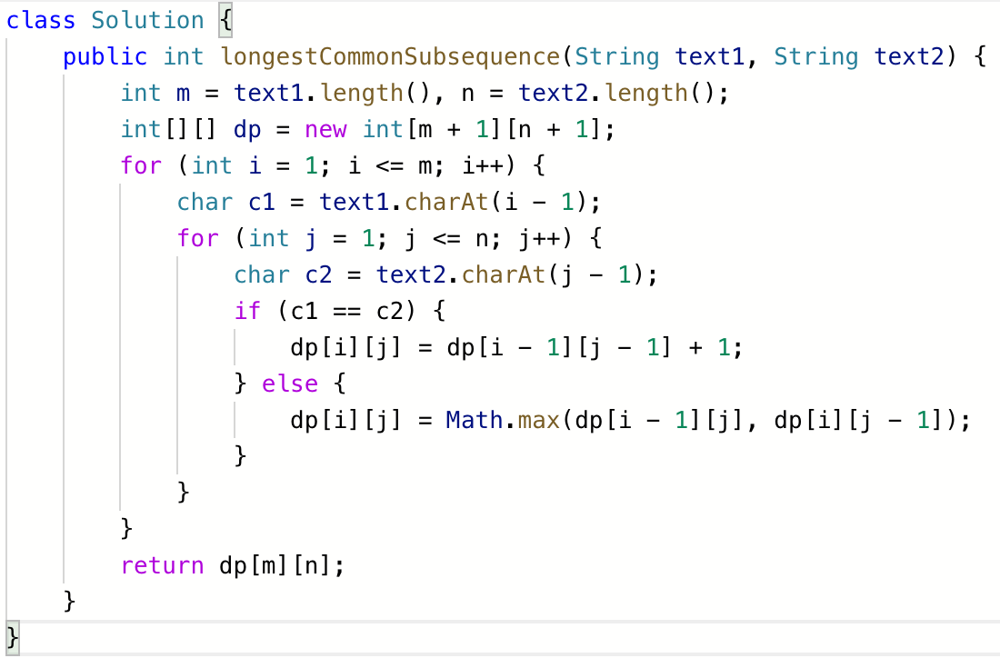 class Solution {
    public int longestCommonSubsequence(String text1, String text2) {
        int m = text1.length(), n = text2.length();
        int[][] dp = new int[m + 1][n + 1];
        for (int i = 1; i <= m; i++) {
            char c1 = text1.charAt(i - 1);
            for (int j = 1; j <= n; j++) {
                char c2 = text2.charAt(j - 1);
                if (c1 == c2) {
                    dp[i][j] = dp[i - 1][j - 1] + 1;
                } else {
                    dp[i][j] = Math.max(dp[i - 1][j], dp[i][j - 1]);
                }
            }
        }
        return dp[m][n];
    }
}